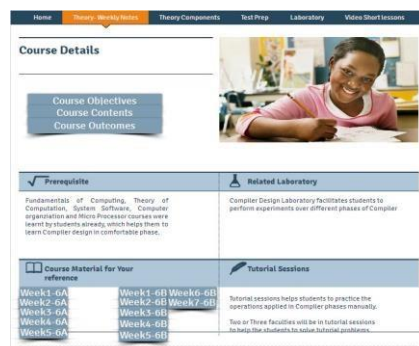 Home Theory- Weekly Notes Theory Components Test Prep Laboratory Video Short lessons
Course Details
Course Objectives
Course Contents
Course Outcomes
Prerequisite
Fundamentals of Computing, Theory of
Computation, System Software, Computer
organziation and Micro Processor courses were
learnt by students already, which helps them to
learn Complier design in comfortable phase.
Related Laboratory
Complier Design Laboratory facilitates students to
perform experiments over different phases of Complier
Course Material for Your
reference
Week1-6A
Week2-6A
Week3-6A
Week4-6A
Week5-6A
Week1-6B Week6-6B
Week2-6B Week7-6B
Week3-6B
Week4-6B
Week5-6B
Tutorial Sessions
Tutorial sessions helps students to practice the
operations applied in Complier phases manually.
Two or Three faculties will be in tutorial sessions
to help the students to solve tutorial problems